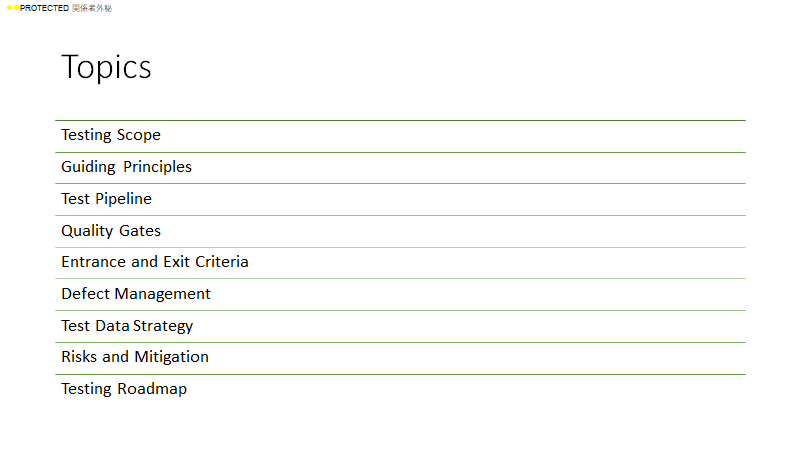 PROTECTED 関係者外秘
Topics
Testing Scope
Guiding Principles
Test Pipeline
Quality Gates
Entrance and Exit Criteria
Defect Management
Test Data Strategy
Risks and Mitigation
Testing Roadmap